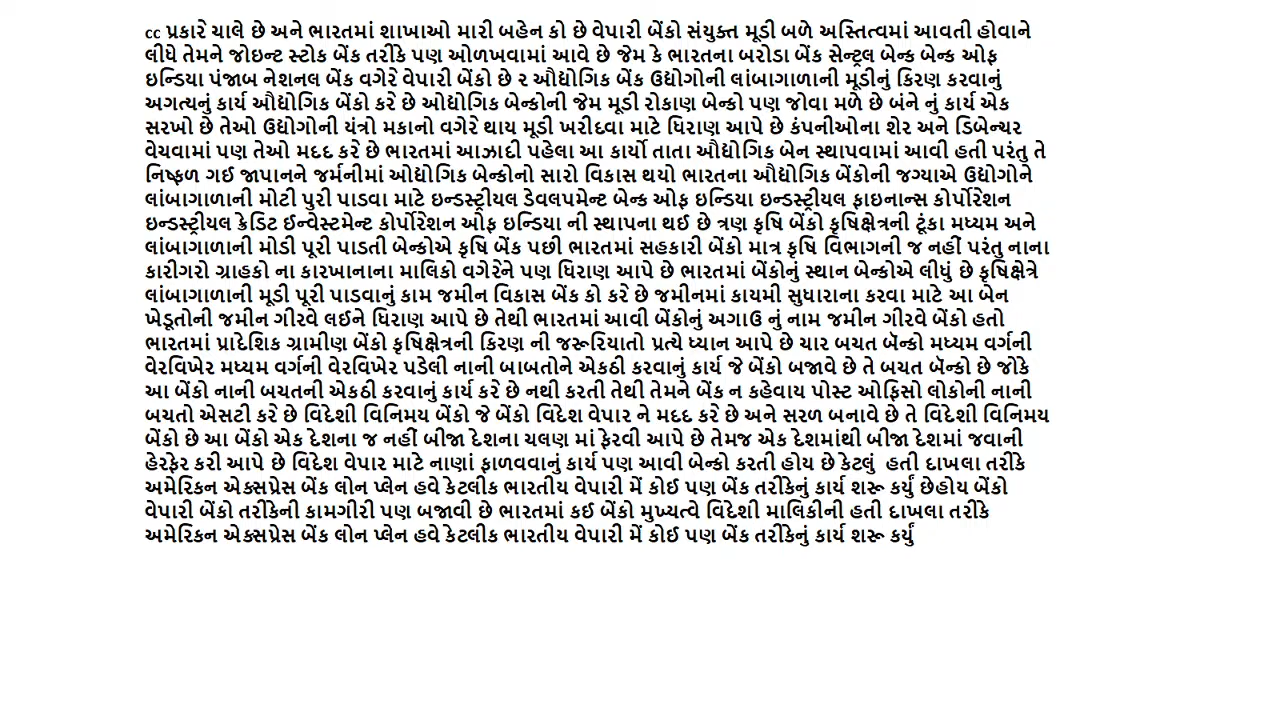 cc પ્રકારે ચાલે છે અને ભારતમાં શાખાઓ મારી બહેન કો છે વેપારી બેંકો સંયુક્ત મૂડી બળે અસ્તિત્વમાં આવતી હોવાને
લીધે તેમને જોઇન્ટ સ્ટોક બેંક તરીકે પણ ઓળખવામાં આવે છે જેમ કે ભારતના બરોડા બેંક સેન્ટ્રલ બેન્ક બેન્ક ઓફ
ઇન્ડિયા પંજાબ નેશનલ બેંક વગેરે વેપારી બેંકો છે ૨ ઔદ્યોગિક બેંક ઉદ્યોગોની લાંબાગાળાની મૂડીનું કિરણ કરવાનું
અગત્યનું કાર્ય ઔદ્યોગિક બેંકો કરે છે ઓદ્યોગિક બેન્કોની જેમ મૂડી રોકાણ બેન્કો પણ જોવા મળે છે બંને નું કાર્ય એક
સરખો છે તેઓ ઉદ્યોગોની યંત્રો મકાનો વગેરે થાય મૂડી ખરીદવા માટે ધિરાણ આપે છે કંપનીઓના શેર અને ડિબેન્ચર
વેચવામાં પણ તેઓ મદદ કરે છે ભારતમાં આઝાદી પહેલા આ કાર્યો તાતા ઔદ્યોગિક બેન સ્થાપવામાં આવી હતી પરંતુ તે
નિષ્ફળ ગઈ જાપાનને જર્મનીમાં ઓદ્યોગિક બેન્કોનો સારો વિકાસ થયો ભારતના ઔદ્યોગિક બેંકોની જગ્યાએ ઉદ્યોગોને
લાંબાગાળાની મોટી પુરી પાડવા માટે ઇન્ડસ્ટ્રીયલ ડેવલપમેન્ટ બેન્ક ઓફ ઇન્ડિયા ઇન્ડસ્ટ્રીયલ ફાઇનાન્સ કોર્પોરેશન
ઇન્ડસ્ટ્રીયલ ક્રેડિટ ઈન્વેસ્ટમેન્ટ કોર્પોરેશન ઓફ ઇન્ડિયા ની સ્થાપના થઈ છે ત્રણ કૃષિ બેંકો કૃષિક્ષેત્રની ટૂંકા મધ્યમ અને
લાંબાગાળાની મોડી પૂરી પાડતી બેન્કોએ કૃષિ બેંક પછી ભારતમાં સહકારી બેંકો માત્ર કૃષિ વિભાગની જ નહીં પરંતુ નાના
કારીગરો ગ્રાહકો ના કારખાનાના માલિકો વગેરેને પણ ધિરાણ આપે છે ભારતમાં બેંકોનું સ્થાન બેન્કોએ લીધું છે કૃષિક્ષેત્રે
લાંબાગાળાની મૂડી પૂરી પાડવાનું કામ જમીન વિકાસ બેંક કો કરે છે જમીનમાં કાયમી સુધારાના કરવા માટે આ બેન
ખેડૂતોની જમીન ગીરવે લઈને ધિરાણ આપે છે તેથી ભારતમાં આવી બેંકોનું અગાઉ નું નામ જમીન ગીરવે બેંકો હતો
ભારતમાં પ્રાદેશિક ગ્રામીણ બેંકો કૃષિક્ષેત્રની કિરણ ની જરૂરિયાતો પ્રત્યે ધ્યાન આપે છે ચાર બચત બૅન્કો મધ્યમ વર્ગની
વેરવિખેર મધ્યમ વર્ગની વેરવિખેર પડેલી નાની બાબતોને એકઠી કરવાનું કાર્ય જે બેંકો બજાવે છે તે બચત બૅન્કો છે જોકે
આ બેંકો નાની બચતની એકઠી કરવાનું કાર્ય કરે છે નથી કરતી તેથી તેમને બેંક ન કહેવાય પોસ્ટ ઓફિસો લોકોની નાની
બચતો એસટી કરે છે વિદેશી વિનિમય બેંકો જે બેંકો વિદેશ વેપાર ને મદદ કરે છે અને સરળ બનાવે છે તે વિદેશી વિનિમય
બેંકો છે આ બેંકો એક દેશના જ નહીં બીજા દેશના ચલણ માં ફેરવી આપે છે તેમજ એક દેશમાંથી બીજા દેશમાં જવાની
હેરફેર કરી આપે છે વિદેશ વેપાર માટે નાણાં ફાળવવાનું કાર્ય પણ આવી બેન્કો કરતી હોય છે કેટલું  હતી દાખલા તરીકે
અમેરિકન એક્સપ્રેસ બેંક લોન પ્લેન હવે કેટલીક ભારતીય વેપારી મેં કોઈ પણ બેંક તરીકેનું કાર્ય શરૂ કર્યું છેહોય બેંકો
વેપારી બેંકો તરીકેની કામગીરી પણ બજાવી છે ભારતમાં કઈ બેંકો મુખ્યત્વે વિદેશી માલિકીની હતી દાખલા તરીકે
અમેરિકન એક્સપ્રેસ બેંક લોન પ્લેન હવે કેટલીક ભારતીય વેપારી મેં કોઈ પણ બેંક તરીકેનું કાર્ય શરૂ કર્યું